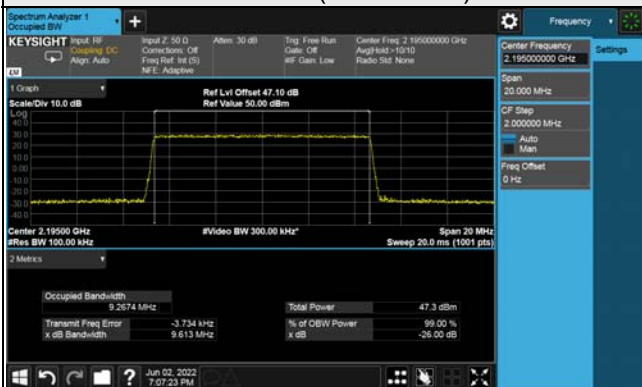 Spectrum Analyzer 1
Occupied BW
+
Frequency
KEYSIGHT Input: RF
Coupling: DC
Align: Auto
Input Z: 50 Ω
Corrections: Off
Freq Ref: Int (S)
NFE: Adaptive
Atten: 30 dB
Trig: Free Run
Gate: Off
#IF Gain: Low
Center Freq: 2.195000000 GHz
Avg|Hold:>10/10
Radio Std: None
LXI
1 Graph
Scale/Div 10.0 dB
Ref Lvl Offset 47.10 dB
Ref Value 50.00 dBm
Log
40.0
30.0
20.0
10.0
0.00
-10.0
-20.0
-30.0
-40.0
Center 2.19500 GHz
#Res BW 100.00 kHz
#Video BW 300.00 kHz*
Span 20 MHz
Sweep 20.0 ms (1001 pts)
2 Metrics
Occupied Bandwidth
9.2674 MHz
Transmit Freq Error -3.734 kHz
x dB Bandwidth 9.613 MHz
Total Power 47.3 dBm
% of OBW Power 99.00 %
x dB -26.00 dB
Center Frequency
2.195000000 GHz
Settings
Span
20.000 MHz
CF Step
2.000000 MHz
Auto
Man
Freq Offset
0 Hz
?
Jun 02, 2022
7:07:23 PM